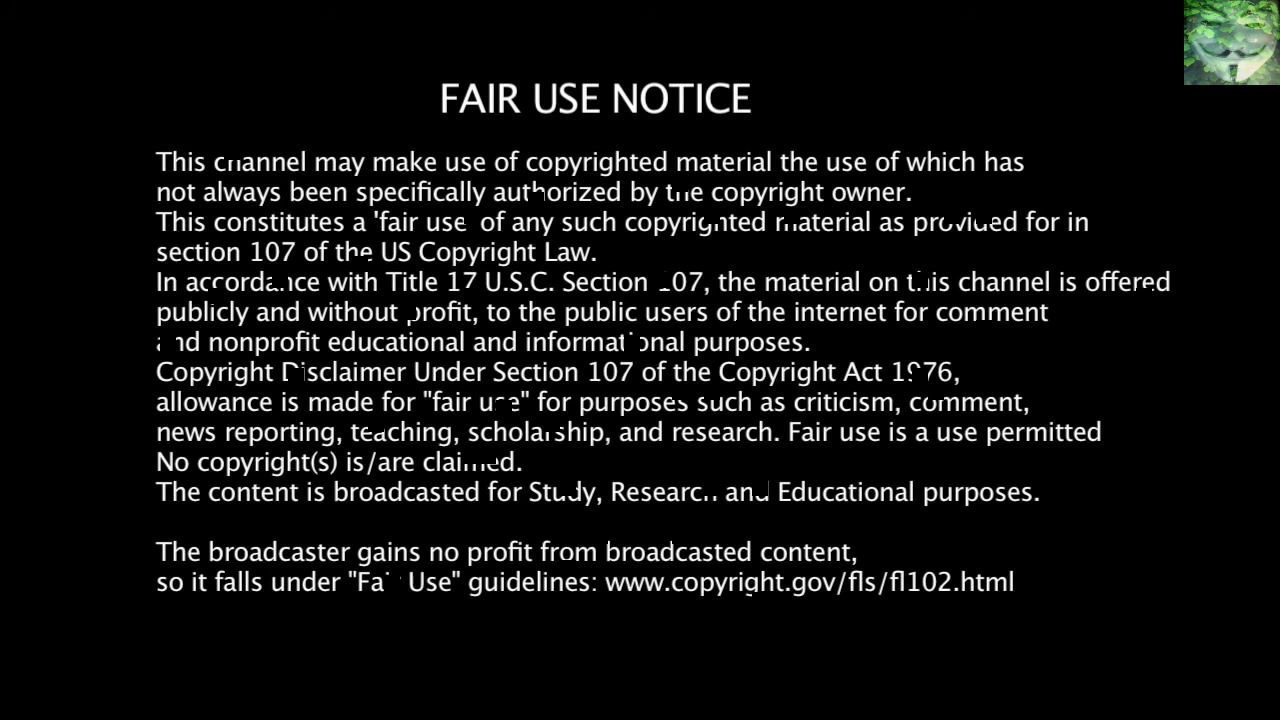 FAIR USE NOTICE
This channel may make use of copyrighted material the use of which has
not always been specifically authorized by the copyright owner.
This constitutes a 'fair use' of any such copyrighted material as provided for in
section 107 of the US Copyright Law.
In accordance with Title 17 U.S.C. Section 107, the material on this channel is offered
publicly and without profit, to the public users of the internet for comment
and nonprofit educational and informational purposes.
Copyright Disclaimer Under Section 107 of the Copyright Act 1976,
allowance is made for "fair use" for purposes such as criticism, comment,
news reporting, teaching, scholarship, and research. Fair use is a use permitted
No copyright(s) is/are claimed.
The content is broadcasted for Study, Research and Educational purposes.
The broadcaster gains no profit from broadcasted content,
so it falls under "Fair Use" guidelines: www.copyright.gov/fls/fl102.html